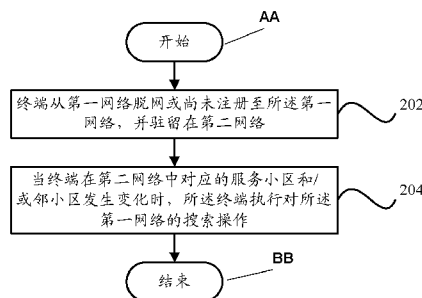 AA
开始
终端从第一网络脱网或尚未注册至所述第一
网络，并驻留在第二网络
202
当终端在第二网络中对应的服务小区和/
或邻小区发生变化时，所述终端执行对所述
第一网络的搜索操作
204
BB
结束